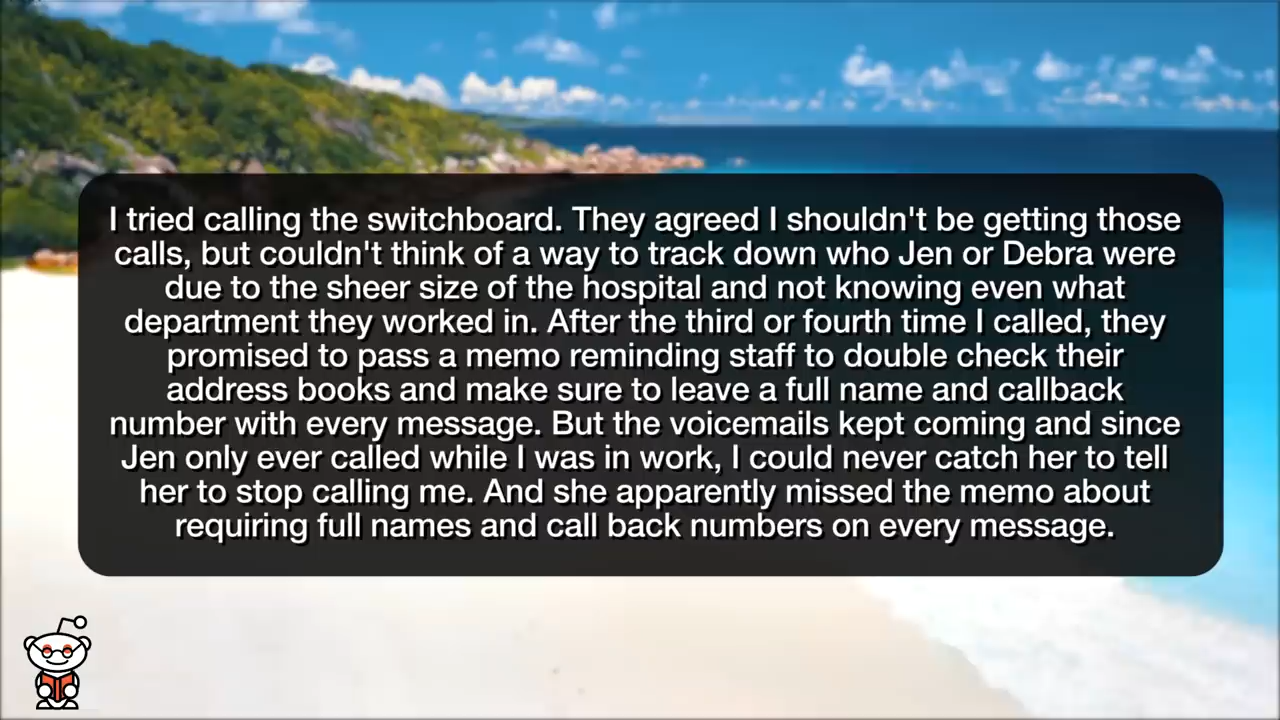 I tried calling the switchboard. They agreed I shouldn't be getting those
calls, but couldn't think of a way to track down who Jen or Debra were
due to the sheer size of the hospital and not knowing even what
department they worked in. After the third or fourth time I called, they
promised to pass a memo reminding staff to double check their
address books and make sure to leave a full name and callback
number with every message. But the voicemails kept coming and since
Jen only ever called while I was in work, I could never catch her to tell
her to stop calling me. And she apparently missed the memo about
requiring full names and call back numbers on every message.